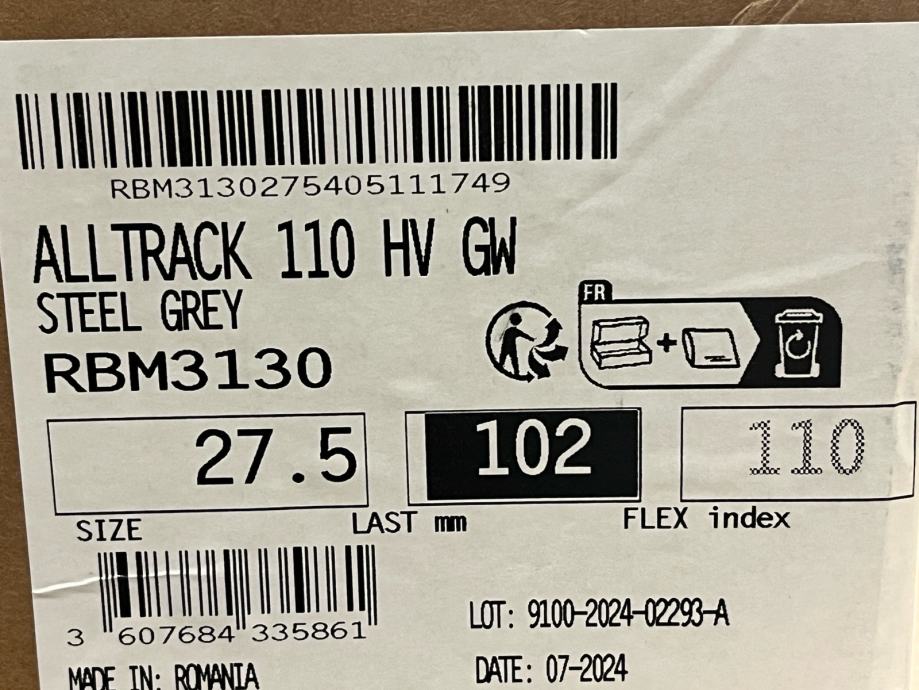 RBM3130275405111749
ALLTRACK 110 HV GW
STEEL GREY
FR
RBM3130
27.5 102 110
SIZE LAST mm FLEX index
3 607684 335861
LOT: 9100-2024-02293-A
MADE IN: ROMANIA
DATE: 07-2024